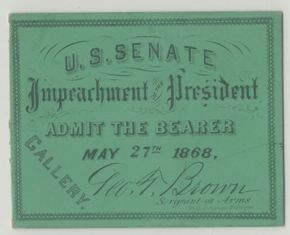 U.S. SENATE
Impeachment OF THE President
ADMIT THE BEARER
MAY 27TH 1868.
GALLERY.
Geo. T. Brown
Sergeant-at Arms